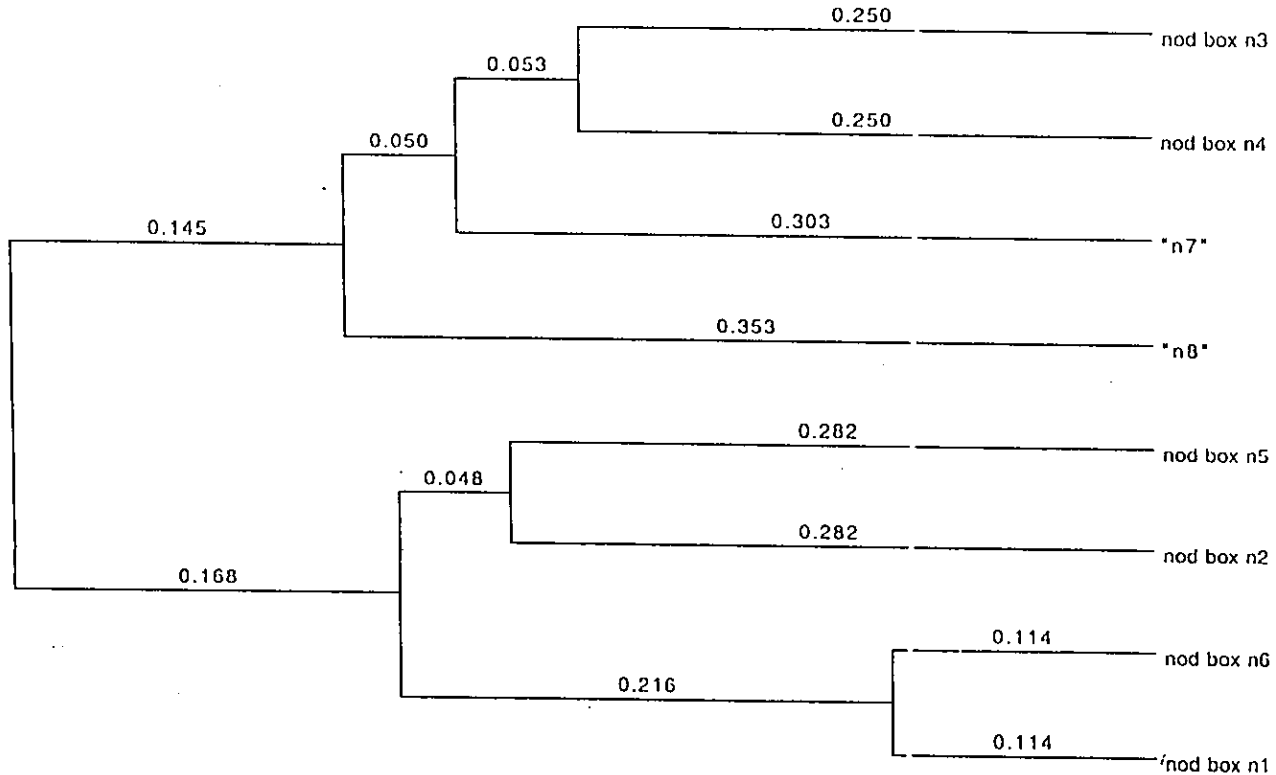 0.250
nod box n3
0.053
0.250
nod box n4
0.050
0.303
"n7"
0.145
0.353
"n8"
0.282
nod box n5
0.048
0.282
nod box n2
0.168
0.114
nod box n6
0.216
0.114
nod box n1